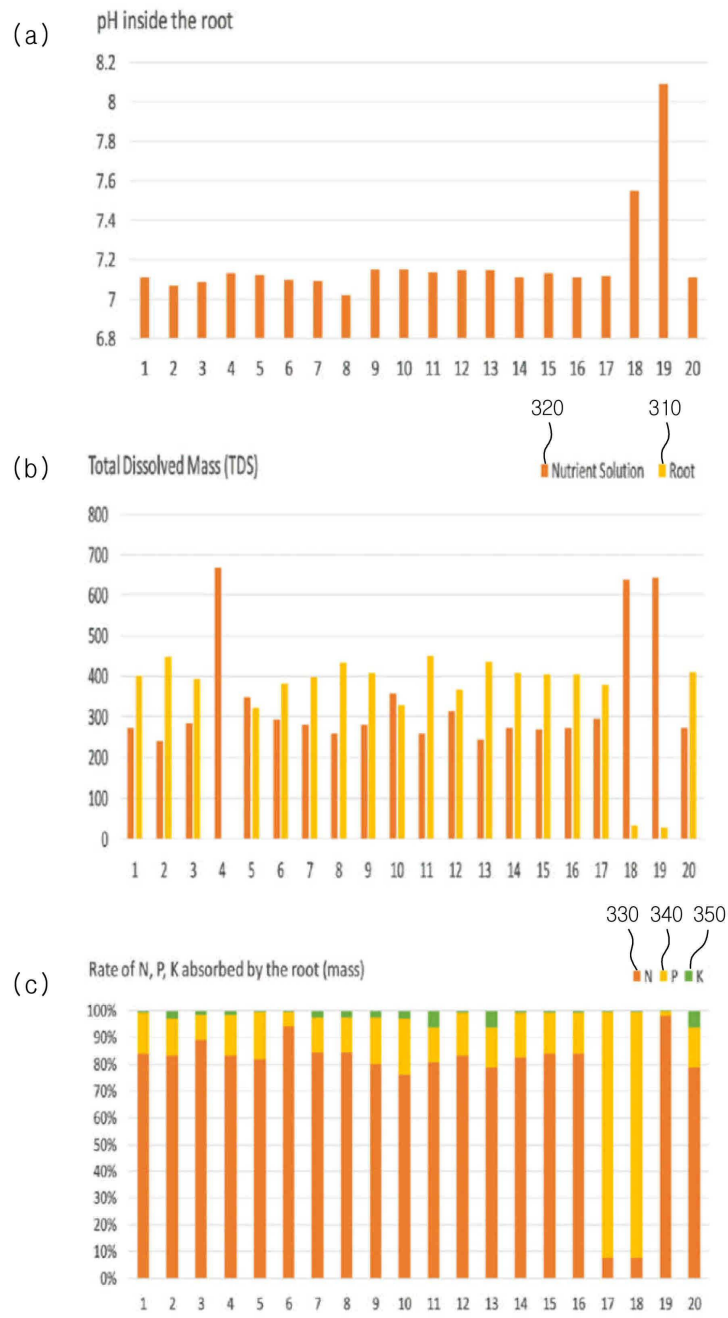 (a)
pH inside the root
8.2
8
7.8
7.6
7.4
7.2
7
6.8
1 2 3 4 5 6 7 8 9 10 11 12 13 14 15 16 17 18 19 20
320 310
(b)
Total Dissolved Mass (TDS)
Nutrient Solution Root
800
700
600
500
400
300
200
100
0
1 2 3 4 5 6 7 8 9 10 11 12 13 14 15 16 17 18 19 20
330 340 350
(c)
Rate of N, P, K absorbed by the root (mass)
N P K
100%
90%
80%
70%
60%
50%
40%
30%
20%
10%
0%
1 2 3 4 5 6 7 8 9 10 11 12 13 14 15 16 17 18 19 20